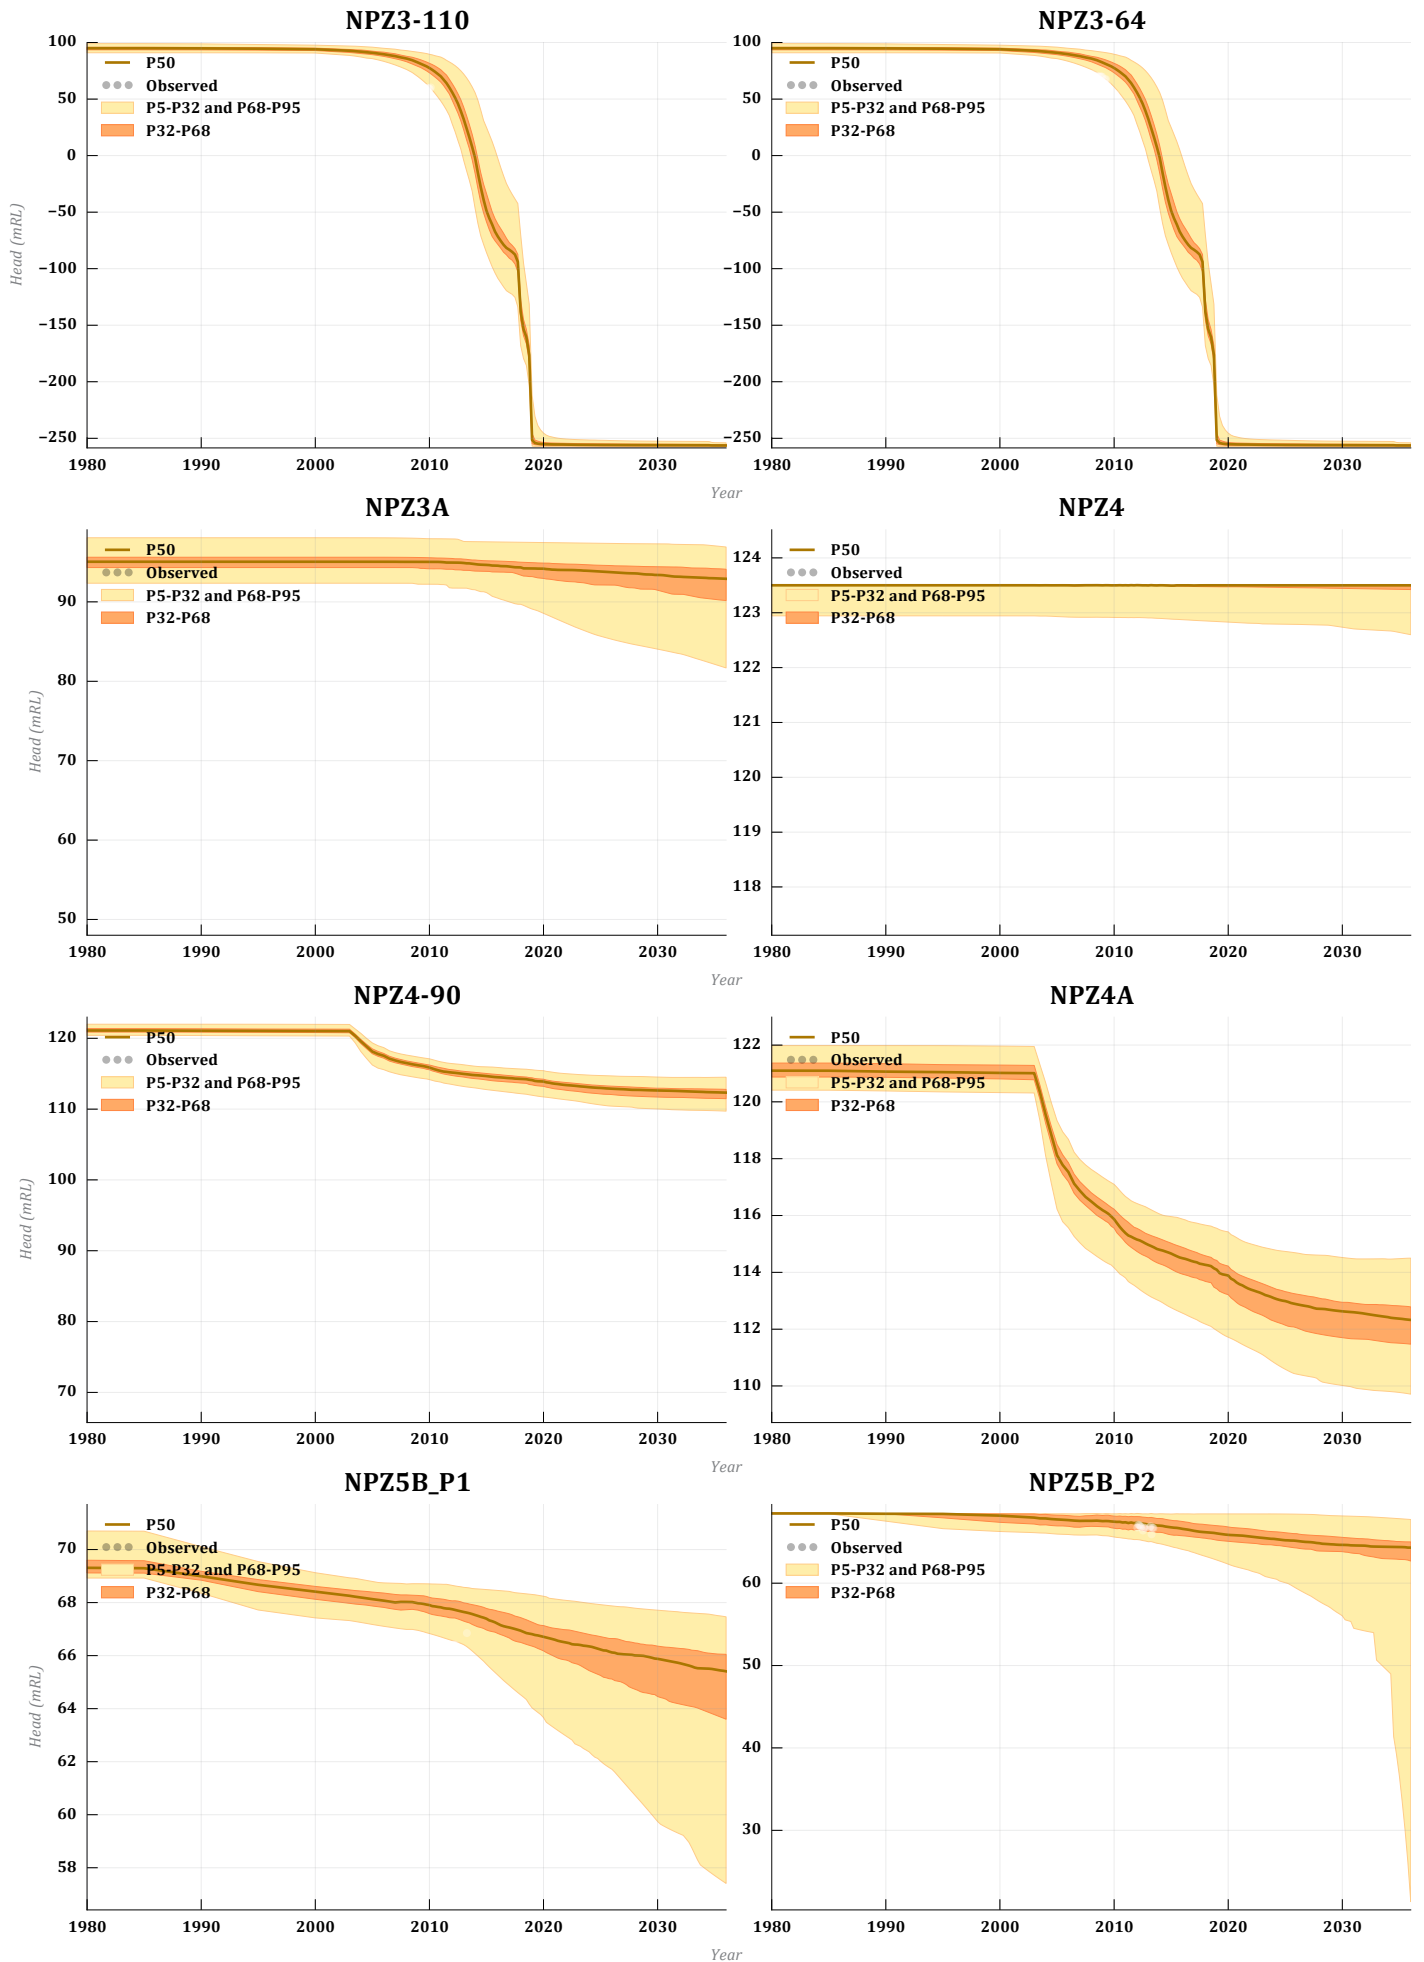 NPZ3-110
NPZ3-64
100
50
0
−50
−100
−150
−200
−250
P50
Observed
P5-P32 and P68-P95
P32-P68
Head (mRL)
1980 1990 2000 2010 2020 2030
100
50
0
−50
−100
−150
−200
−250
P50
Observed
P5-P32 and P68-P95
P32-P68
1980 1990 2000 2010 2020 2030
Year
NPZ3A
NPZ4
90
80
70
60
50
P50
Observed
P5-P32 and P68-P95
P32-P68
Head (mRL)
1980 1990 2000 2010 2020 2030
124
123
122
121
120
119
118
P50
Observed
P5-P32 and P68-P95
P32-P68
1980 1990 2000 2010 2020 2030
Year
NPZ4-90
NPZ4A
120
110
100
90
80
70
P50
Observed
P5-P32 and P68-P95
P32-P68
Head (mRL)
1980 1990 2000 2010 2020 2030
122
120
118
116
114
112
110
P50
Observed
P5-P32 and P68-P95
P32-P68
1980 1990 2000 2010 2020 2030
Year
NPZ5B_P1
NPZ5B_P2
70
68
66
64
62
60
58
P50
Observed
P5-P32 and P68-P95
P32-P68
Head (mRL)
1980 1990 2000 2010 2020 2030
60
50
40
30
P50
Observed
P5-P32 and P68-P95
P32-P68
1980 1990 2000 2010 2020 2030
Year